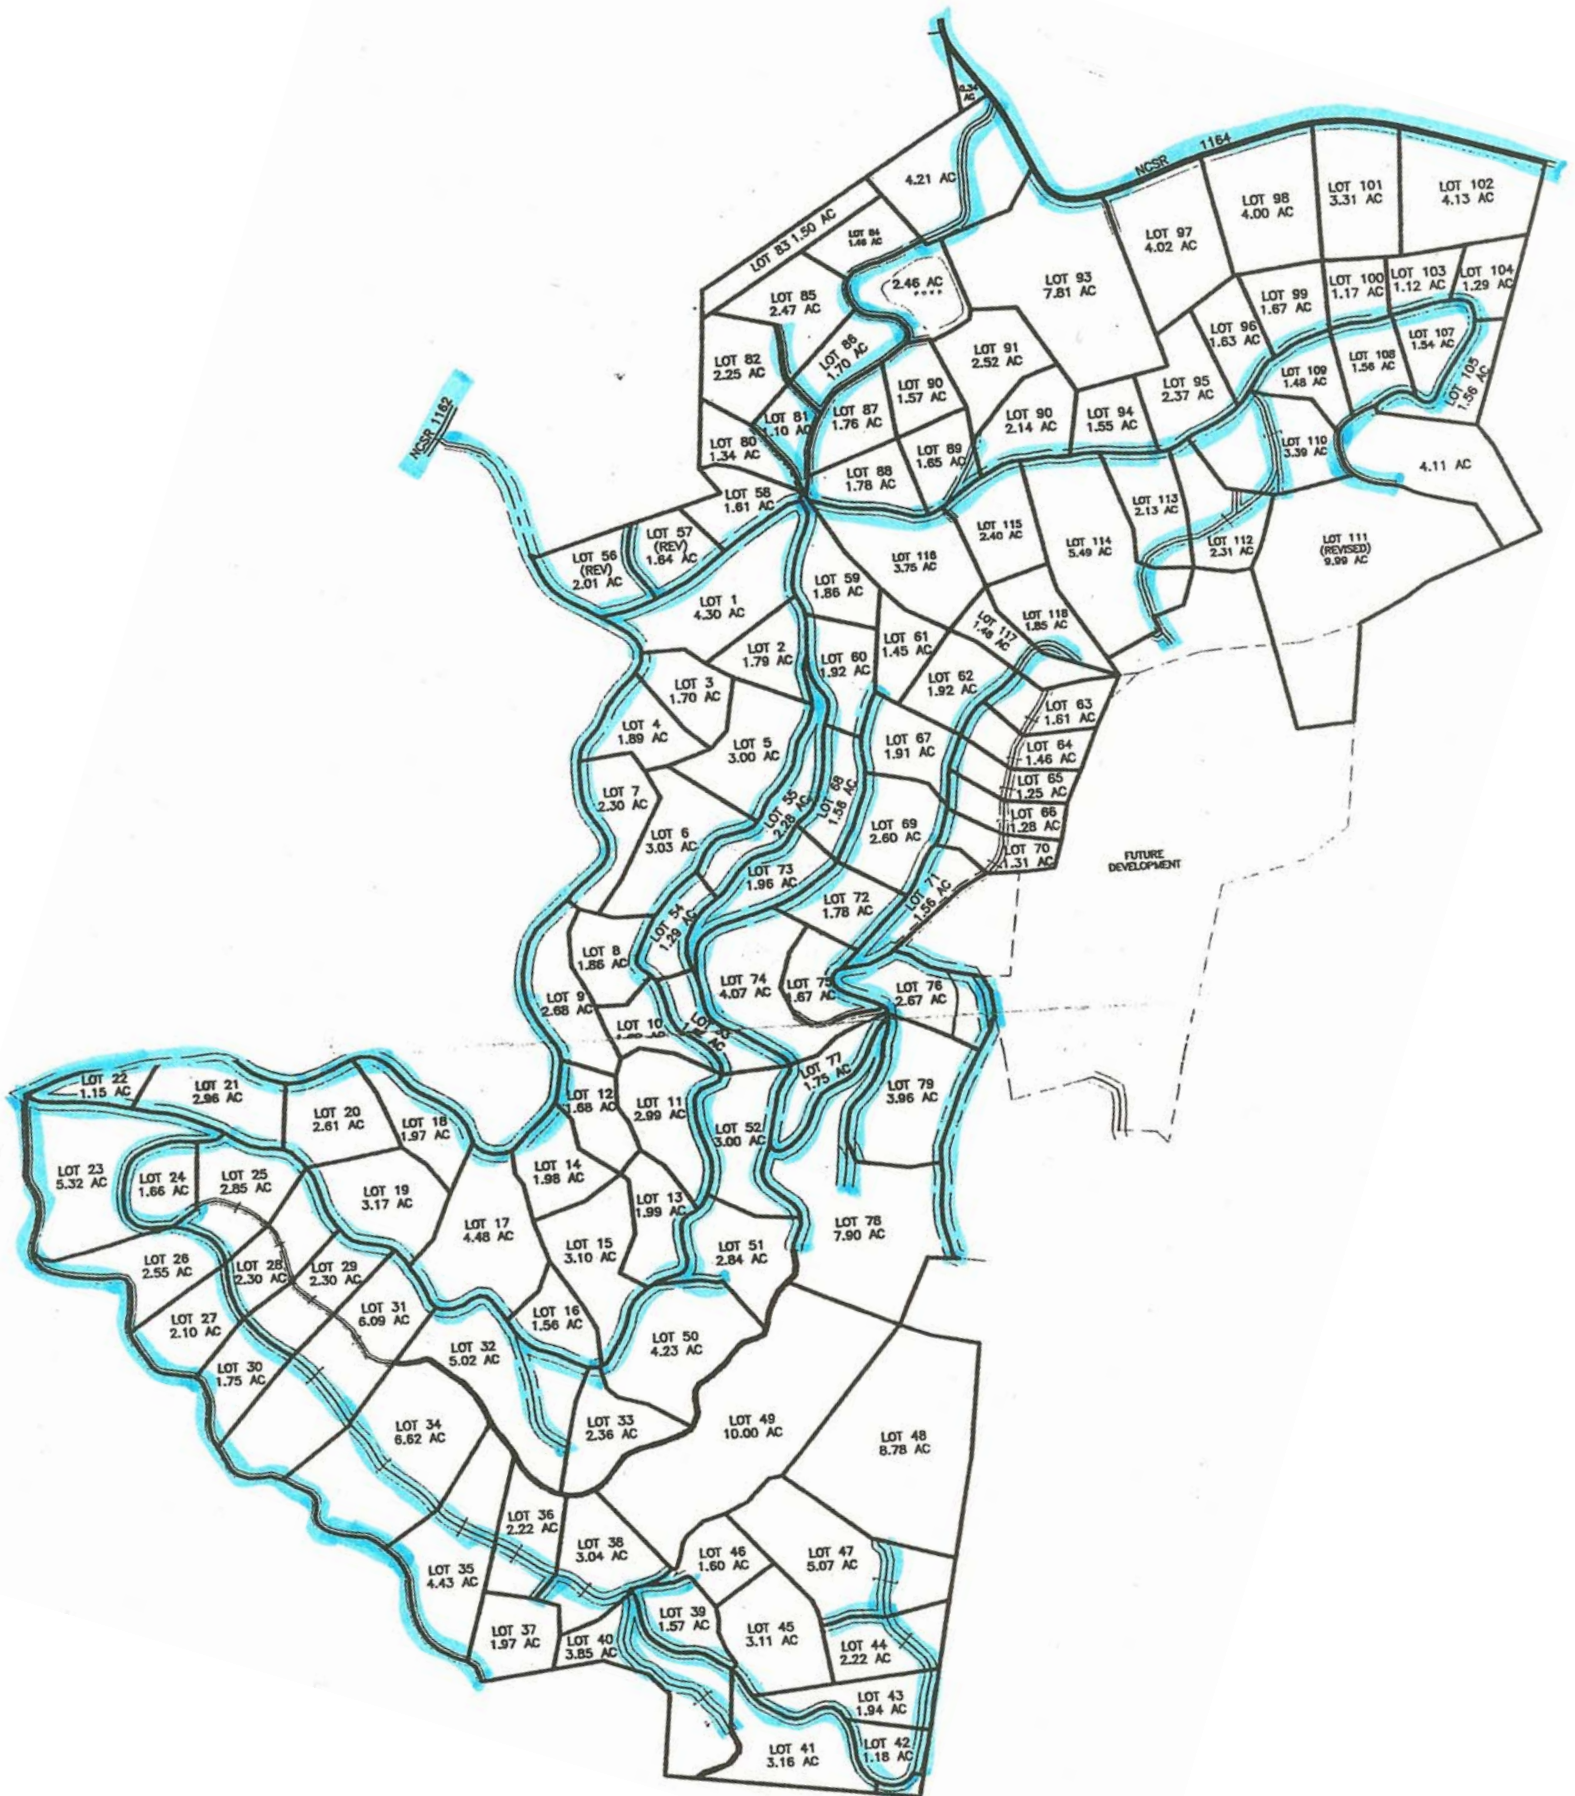 0.34
AC
4.21 AC
NCSR 1164
LOT 101
3.31 AC
LOT 102
4.13 AC
LOT 98
4.00 AC
LOT 97
4.02 AC
LOT 83 1.50 AC
LOT 84
1.48 AC
2.46 AC
LOT 93
7.81 AC
LOT 85
2.47 AC
LOT 99
1.67 AC
LOT 100
1.17 AC
LOT 103
1.12 AC
LOT 104
1.29 AC
LOT 96
1.63 AC
LOT 107
1.54 AC
LOT 108
1.56 AC
LOT 105
1.56 AC
LOT 109
1.48 AC
LOT 86
1.70 AC
LOT 82
2.25 AC
LOT 91
2.52 AC
LOT 90
1.57 AC
LOT 95
2.37 AC
LOT 81
1.10 AC
LOT 87
1.76 AC
LOT 90
2.14 AC
LOT 94
1.55 AC
NCSR 1162
LOT 80
1.34 AC
LOT 89
1.65 AC
LOT 110
3.39 AC
4.11 AC
LOT 88
1.78 AC
LOT 58
1.61 AC
LOT 113
2.13 AC
LOT 57
(REV)
1.64 AC
LOT 56
(REV)
2.01 AC
LOT 115
2.40 AC
LOT 114
5.49 AC
LOT 112
2.31 AC
LOT 111
(REVISED)
9.99 AC
LOT 116
3.75 AC
LOT 59
1.86 AC
LOT 1
4.30 AC
LOT 117
1.48 AC
LOT 118
1.85 AC
LOT 61
1.45 AC
LOT 2
1.79 AC
LOT 60
1.92 AC
LOT 3
1.70 AC
LOT 62
1.92 AC
LOT 63
1.61 AC
LOT 4
1.89 AC
LOT 5
3.00 AC
LOT 67
1.91 AC
LOT 64
1.46 AC
LOT 65
1.25 AC
LOT 7
2.30 AC
LOT 55
2.28 AC
LOT 68
1.58 AC
LOT 66
1.28 AC
LOT 6
3.03 AC
LOT 69
2.60 AC
LOT 70
1.31 AC
FUTURE
DEVELOPMENT
LOT 73
1.96 AC
LOT 72
1.78 AC
LOT 71
1.56 AC
LOT 54
1.29 AC
LOT 8
1.86 AC
LOT 74
4.07 AC
LOT 75
1.67 AC
LOT 76
2.67 AC
LOT 9
2.68 AC
LOT 10
AC
LOT
AC
LOT 77
1.75 AC
LOT 79
3.96 AC
LOT 22
1.15 AC
LOT 21
2.96 AC
LOT 20
2.61 AC
LOT 18
1.97 AC
LOT 12
1.68 AC
LOT 11
2.99 AC
LOT 52
3.00 AC
LOT 23
5.32 AC
LOT 24
1.66 AC
LOT 25
2.85 AC
LOT 19
3.17 AC
LOT 14
1.98 AC
LOT 13
1.99 AC
LOT 17
4.48 AC
LOT 15
3.10 AC
LOT 78
7.90 AC
LOT 51
2.84 AC
LOT 26
2.55 AC
LOT 28
2.30 AC
LOT 29
2.30 AC
LOT 31
6.09 AC
LOT 16
1.56 AC
LOT 27
2.10 AC
LOT 32
5.02 AC
LOT 50
4.23 AC
LOT 30
1.75 AC
LOT 34
6.62 AC
LOT 33
2.36 AC
LOT 49
10.00 AC
LOT 48
8.78 AC
LOT 36
2.22 AC
LOT 38
3.04 AC
LOT 46
1.60 AC
LOT 47
5.07 AC
LOT 35
4.43 AC
LOT 39
1.57 AC
LOT 45
3.11 AC
LOT 37
1.97 AC
LOT 40
3.85 AC
LOT 44
2.22 AC
LOT 43
1.94 AC
LOT 41
3.16 AC
LOT 42
1.18 AC